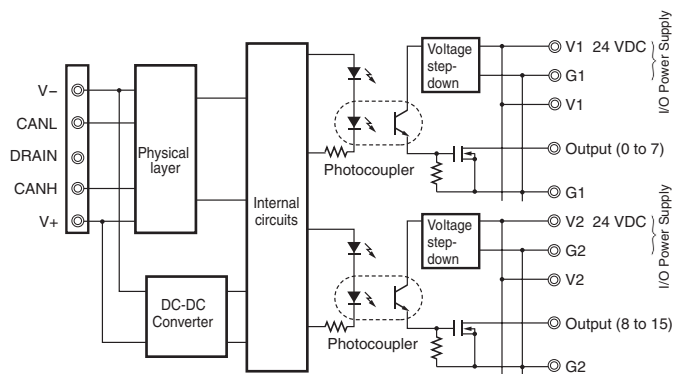 V−
CANL
DRAIN
CANH
V+
Physical
layer
DC-DC
Converter
Internal
circuits
Photocoupler
Voltage
step-
down
V1 24 VDC
G1
V1
Output (0 to 7)
G1
I/O Power Supply
Photocoupler
Voltage
step-
down
V2 24 VDC
G2
V2
Output (8 to 15)
G2
I/O Power Supply